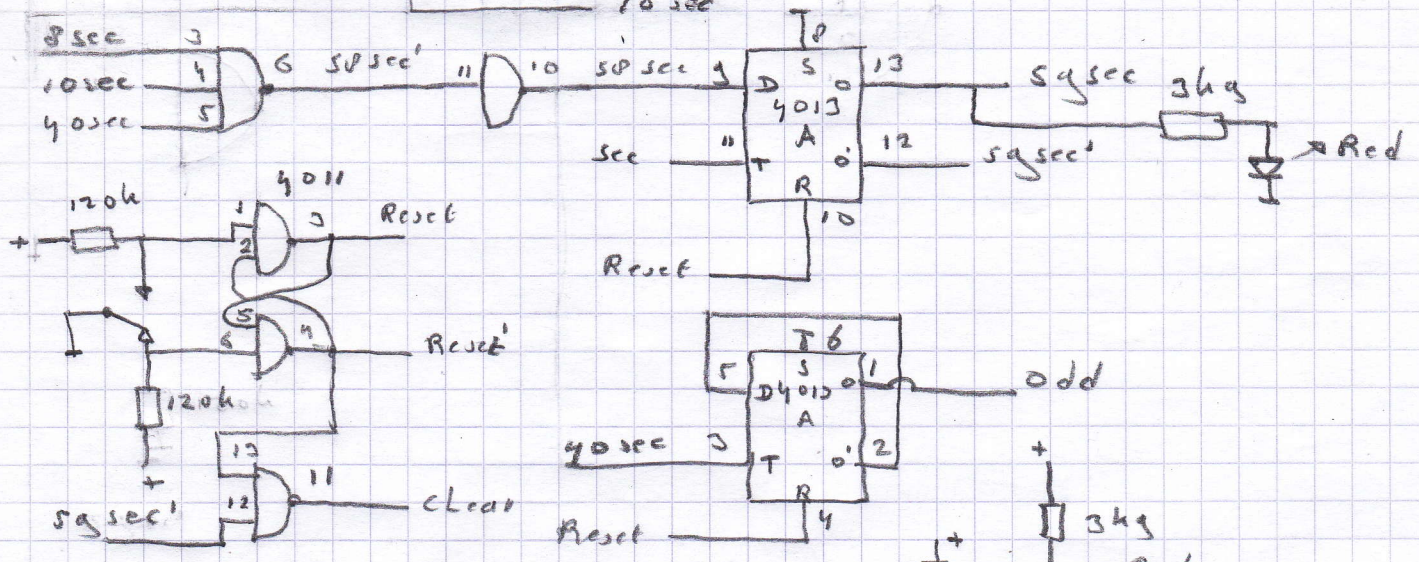 10 sec
8 sec 3
10 sec 4
40 sec 5
6 58 sec' 11
10 58 sec 9
8
S
D
4013
A
T
R
O 13
O' 12
59 sec
3k9
59 sec'
Red
sec 11
10
Reset
120k
+
4011
1
2
3 Reset
5
6
4 Reset'
120k
+
13
12
11 Clear
59 sec'
6
S
5 D 4013
A
O 1 Odd
O' 2
40 sec 3 T
R
4
Reset
+
3k9
+